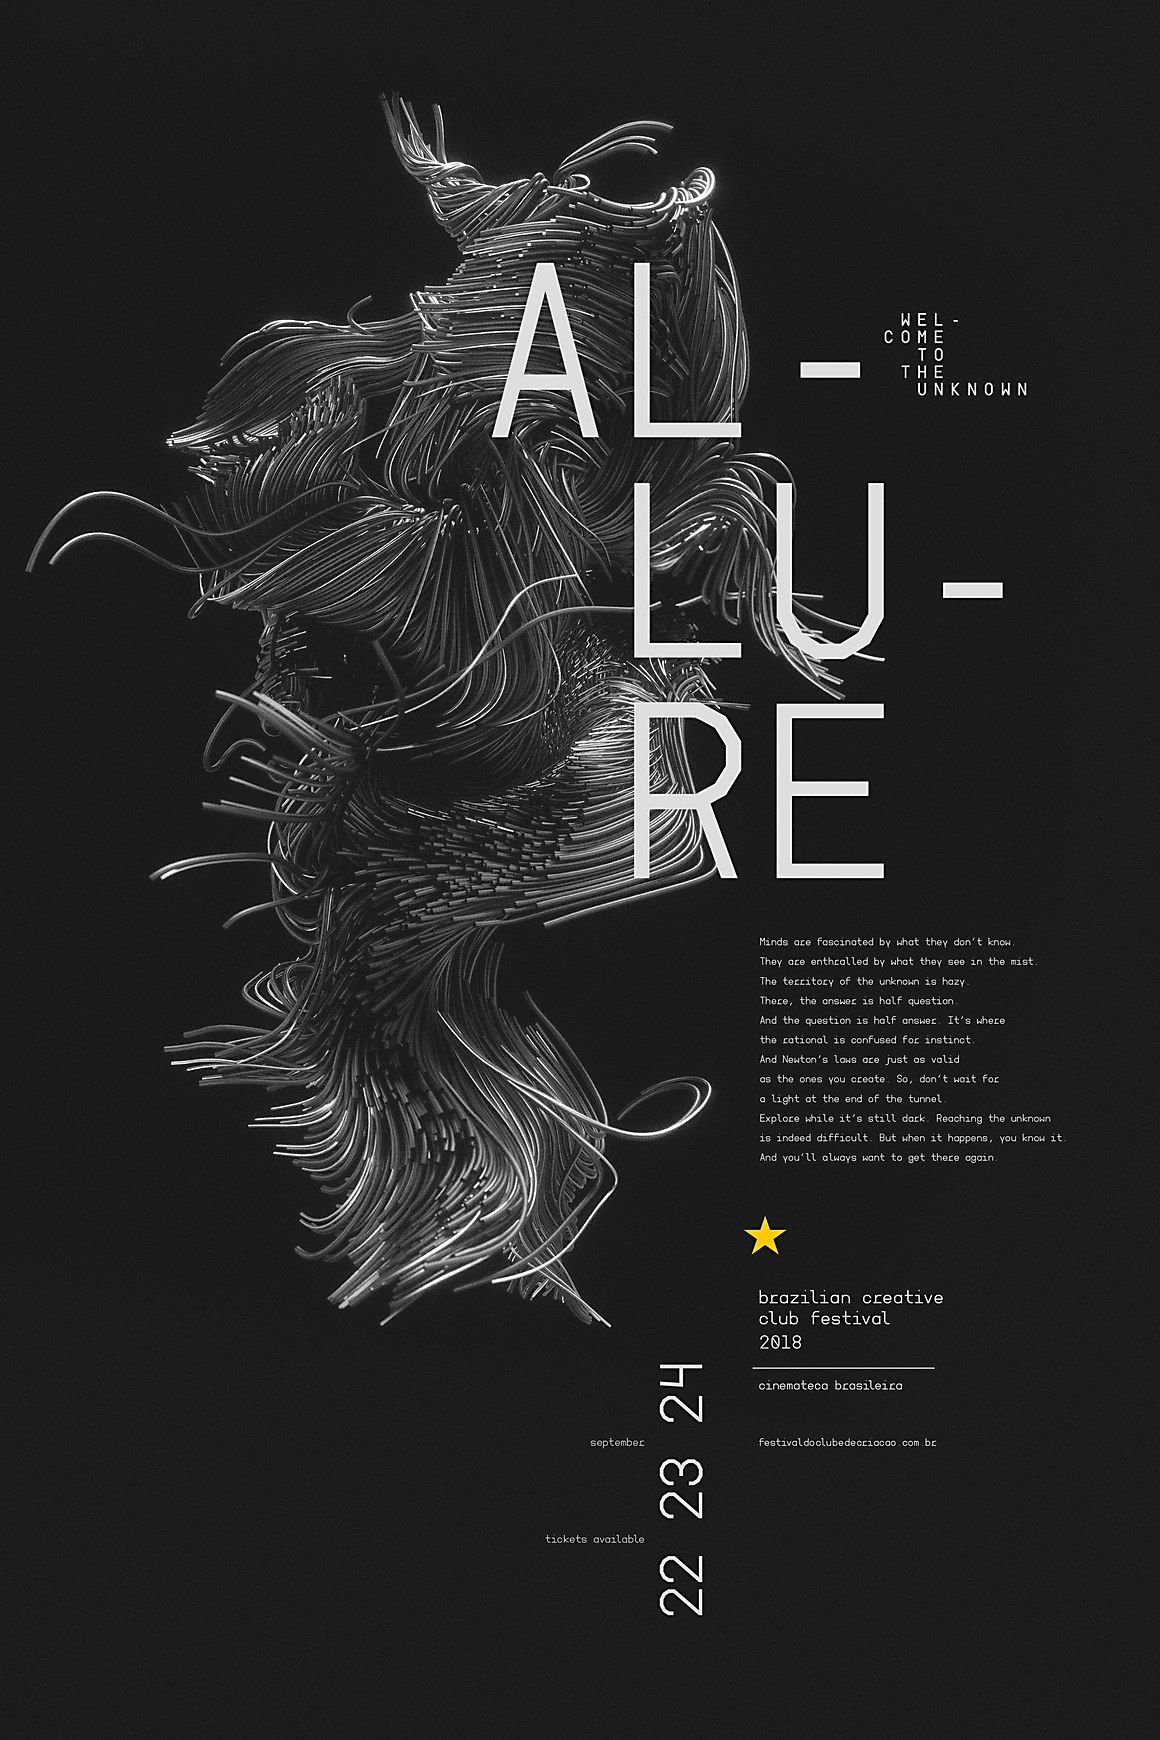 AL-
LU-
RE
WEL-
COME
TO
THE
UNKNOWN
Minds are fascinated by what they don't know.
They are enthralled by what they see in the mist.
The territory of the unknown is hazy.
There, the answer is half question.
And the question is half answer. It's where
the rational is confused for instinct.
And Newton's laws are just as valid
as the ones you create. So, don't wait for
a light at the end of the tunnel.
Explore while it's still dark. Reaching the unknown
is indeed difficult. But when it happens, you know it.
And you'll always want to get there again.
brazilian creative
club festival
2018
cinemateca brasileira
festivaldoclubedecriacao.com.br
september
tickets available
22 23 24